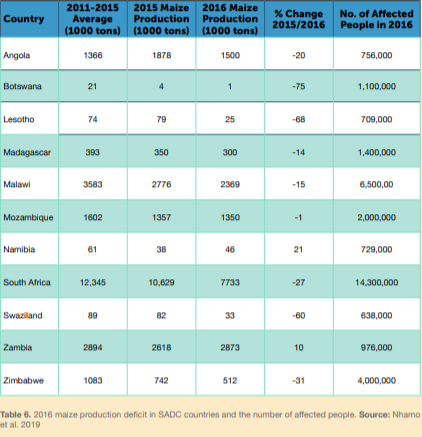 Country 2011-2015 Average (1000 tons) 2015 Maize Production (1000 tons) 2016 Maize Production (1000 tons) % Change 2015/2016 No. of Affected People in 2016
Angola 1366 1878 1500 -20 756,000
Botswana 21 4 1 -75 1,100,000
Lesotho 74 79 25 -68 709,000
Madagascar 393 350 300 -14 1,400,000
Malawi 3583 2776 2369 -15 6,500,00
Mozambique 1602 1357 1350 -1 2,000,000
Namibia 61 38 46 21 729,000
South Africa 12,345 10,629 7733 -27 14,300,000
Swaziland 89 82 33 -60 638,000
Zambia 2894 2618 2873 10 976,000
Zimbabwe 1083 742 512 -31 4,000,000
Table 6. 2016 maize production deficit in SADC countries and the number of affected people. Source: Nhamo
et al. 2019